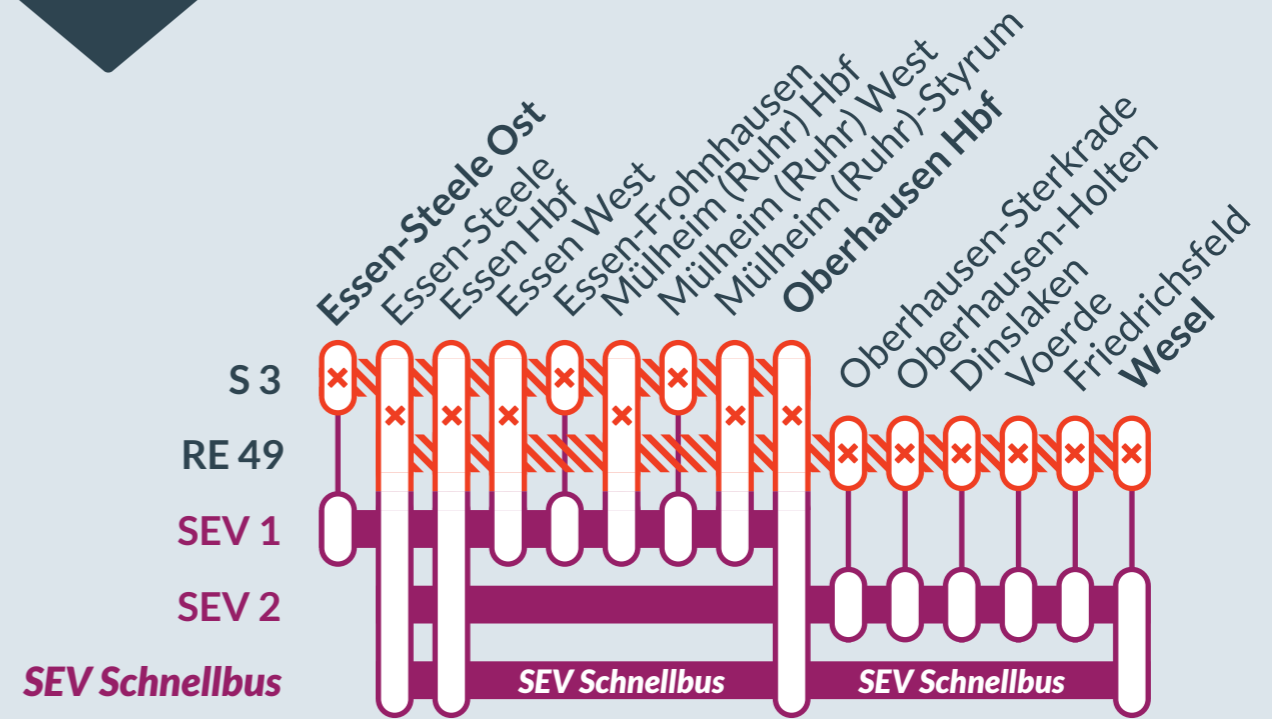 Essen-Steele Ost
Essen-Steele
Essen Hbf
Essen West
Essen-Frohnhausen
Mülheim (Ruhr) Hbf
Mülheim (Ruhr) West
Mülheim (Ruhr)-Styrum
Oberhausen Hbf
Oberhausen-Sterkrade
Oberhausen-Holten
Dinslaken
Voerde
Friedrichsfeld
Wesel
S 3
RE 49
SEV 1
SEV 2
SEV Schnellbus
SEV Schnellbus
SEV Schnellbus